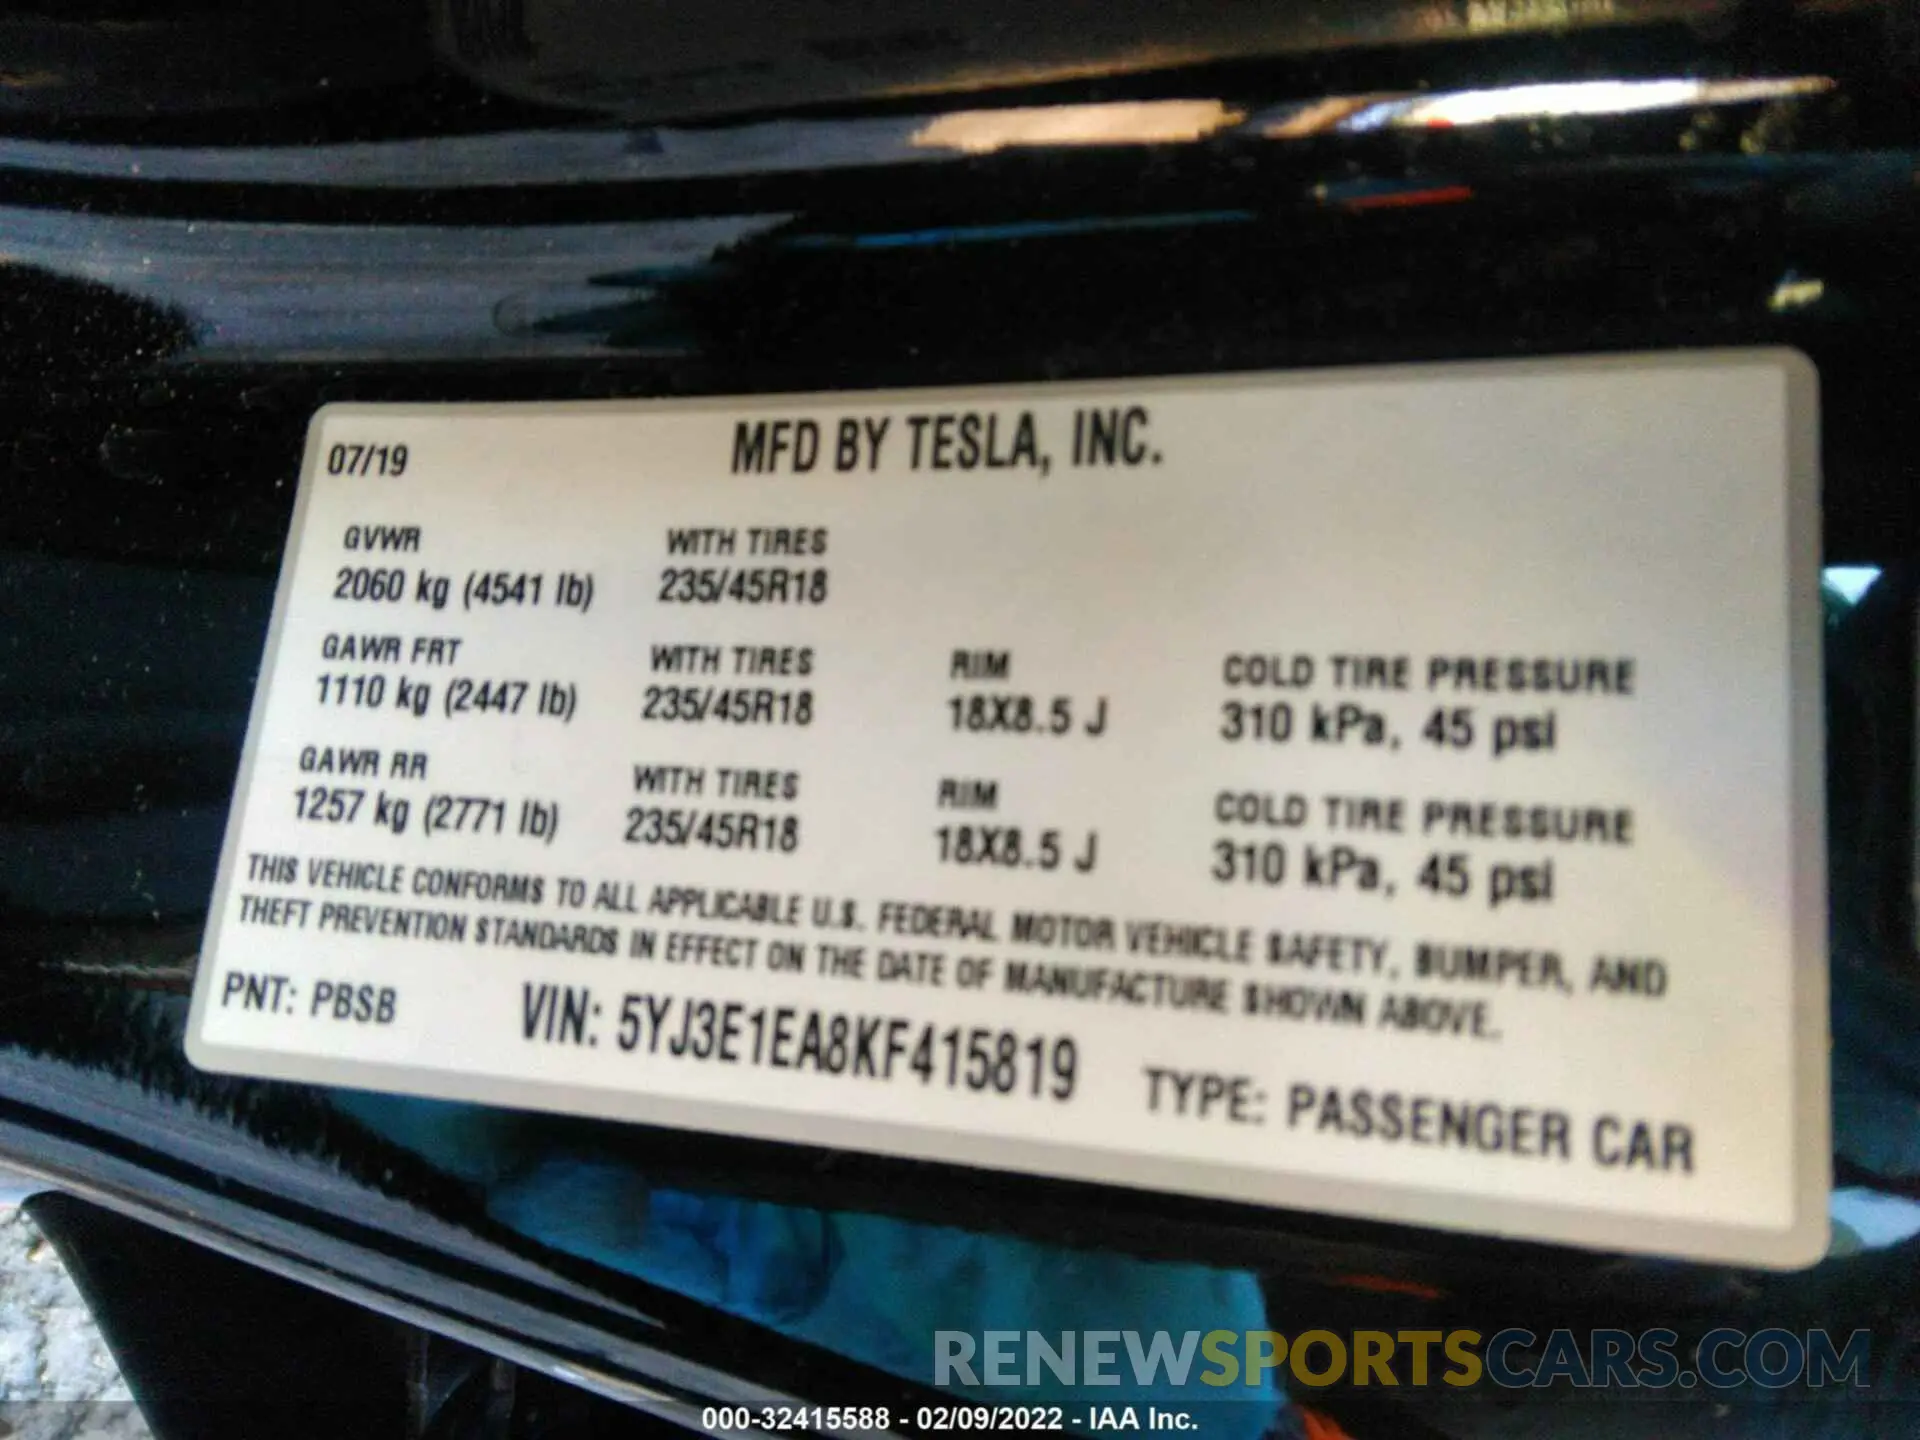 07/19 MFD BY TESLA, INC.
GVWR WITH TIRES
2060 kg (4541 lb) 235/45R18
GAWR FRT WITH TIRES RIM COLD TIRE PRESSURE
1110 kg (2447 lb) 235/45R18 18X8.5 J 310 kPa, 45 psi
GAWR RR WITH TIRES RIM COLD TIRE PRESSURE
1257 kg (2771 lb) 235/45R18 18X8.5 J 310 kPa, 45 psi
THIS VEHICLE CONFORMS TO ALL APPLICABLE U.S. FEDERAL MOTOR VEHICLE SAFETY, BUMPER, AND
THEFT PREVENTION STANDARDS IN EFFECT ON THE DATE OF MANUFACTURE SHOWN ABOVE.
PNT: PBSB VIN: 5YJ3E1EA8KF415819 TYPE: PASSENGER CAR
RENEWSPORTSCARS.COM
000-32415588 - 02/09/2022 - IAA Inc.